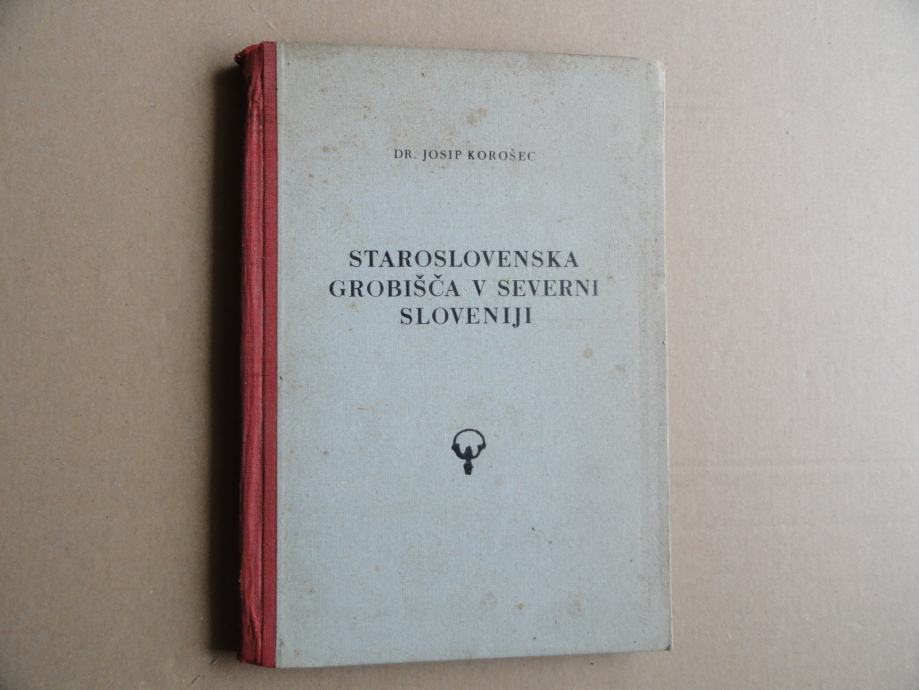 DR. JOSIP KOROŠEC
STAROSLOVENSKA
GROBIŠČA V SEVERNI
SLOVENIJI